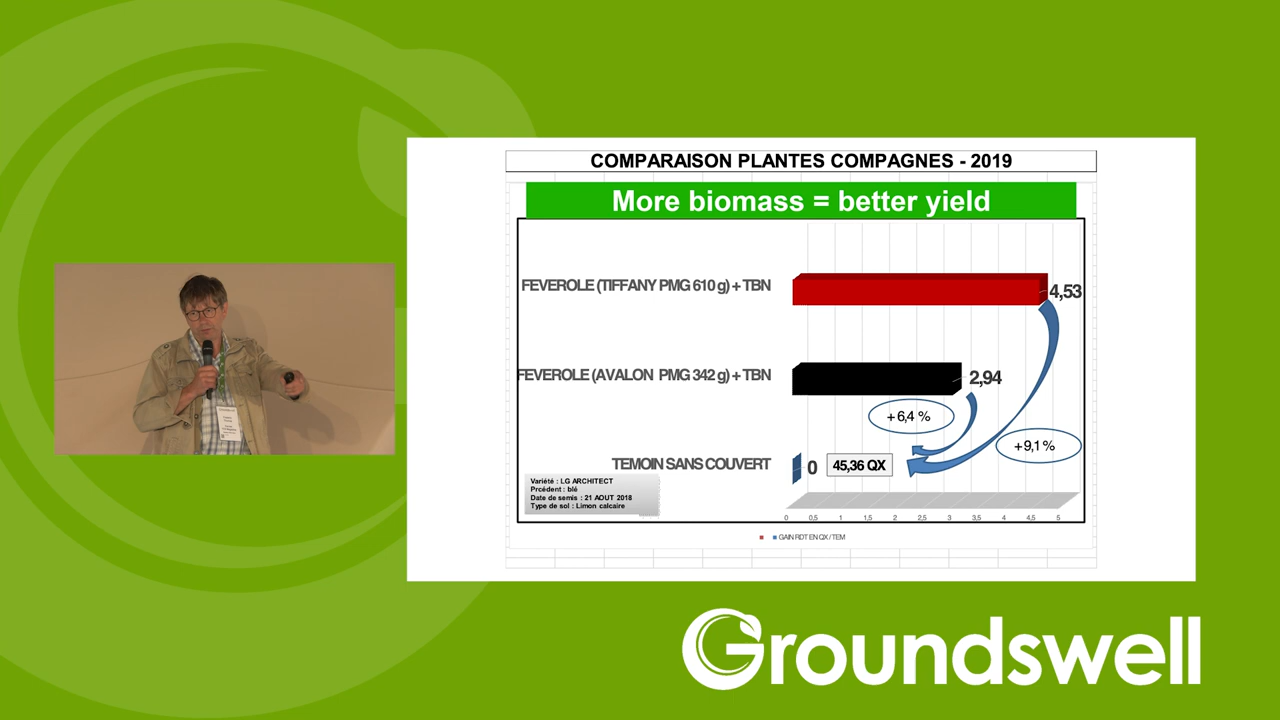 COMPARAISON PLANTES COMPAGNES - 2019
More biomass = better yield
FEVEROLE (TIFFANY PMG 610 g) + TBN
4,53
FEVEROLE (AVALON PMG 342 g) + TBN
2,94
+ 6,4 %
+ 9,1 %
TEMOIN SANS COUVERT
0
45,36 QX
Variété : LG ARCHITECT
Prcédent : blé
Date de semis : 21 AOUT 2018
Type de sol : Limon calcaire
0 0,5 1 1,5 2 2,5 3 3,5 4 4,5 5
GAIN RDT EN QX / TEM
Groundswell